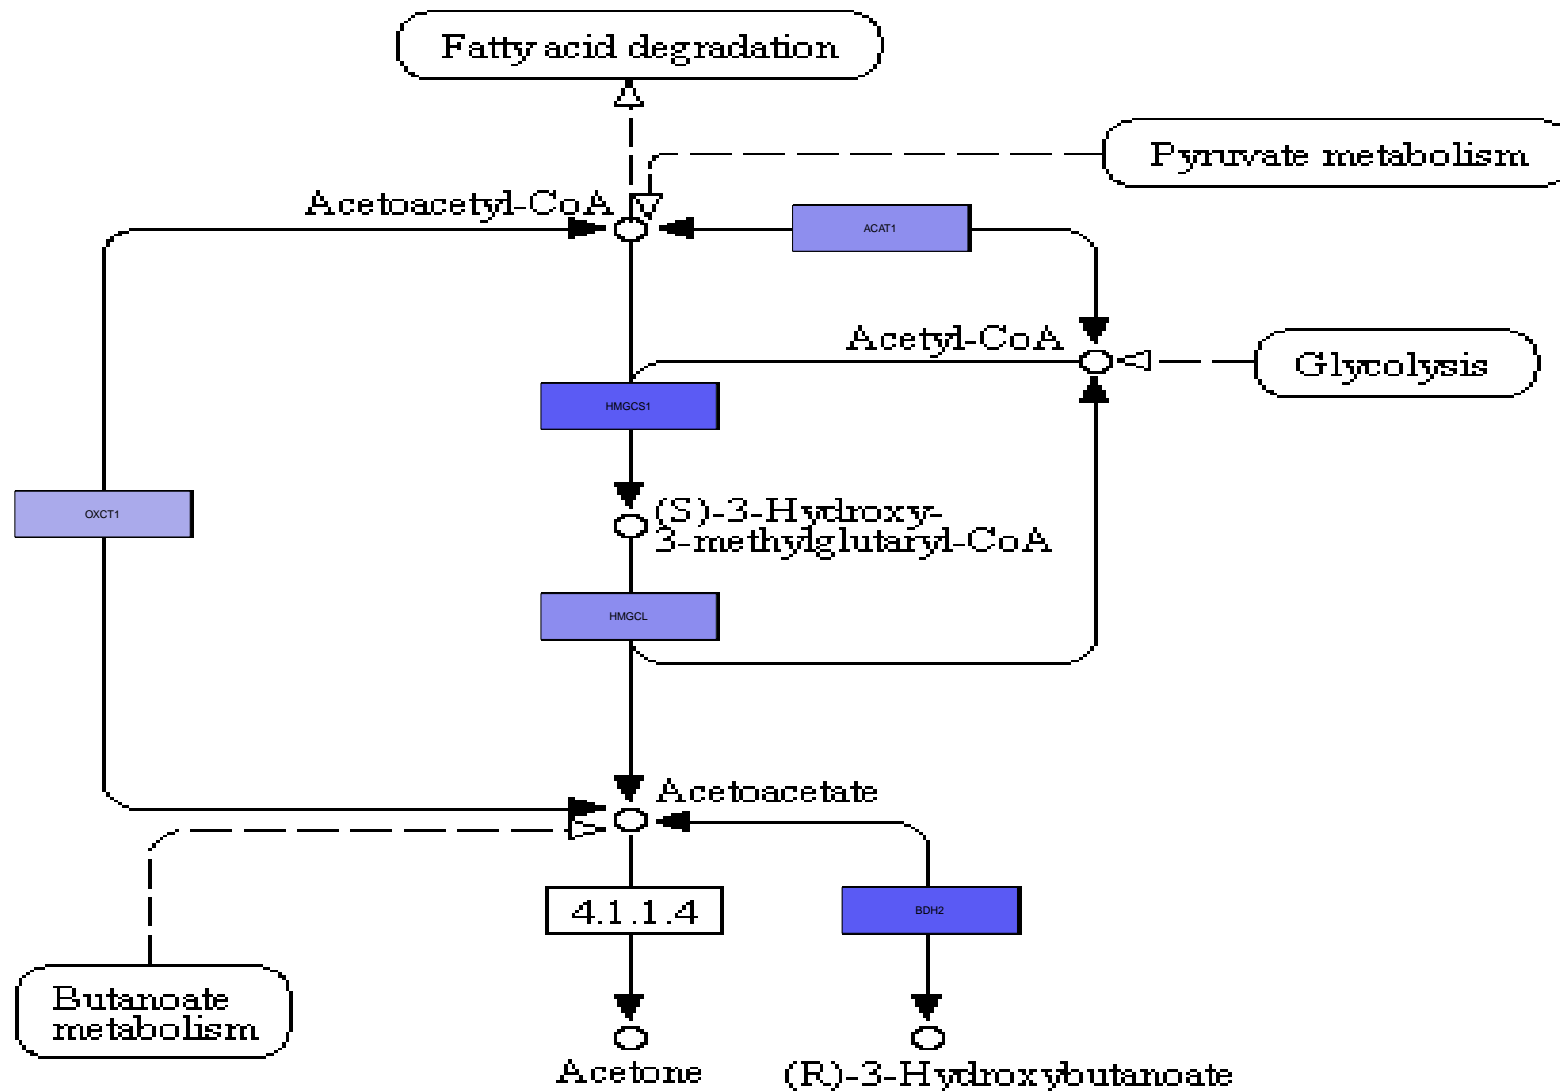 Fatty acid degradation
Pyruvate metabolism
Acetoacetyl-CoA
ACAT1
Acetyl-CoA
Glycolysis
HMGCS1
OXCT1
(S)-3-Hydroxy-
3-methylglutaryl-CoA
HMGCL
Acetoacetate
4.1.1.4
BDH2
Butanoate
metabolism
Acetone
(R)-3-Hydroxybutanoate